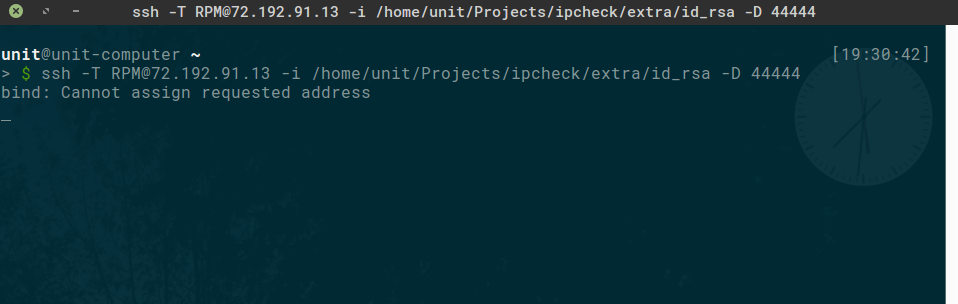 ssh -T RPM@72.192.91.13 -i /home/unit/Projects/ipcheck/extra/id_rsa -D 44444
unit@unit-computer ~ [19:30:42]
> $ ssh -T RPM@72.192.91.13 -i /home/unit/Projects/ipcheck/extra/id_rsa -D 44444
bind: Cannot assign requested address
_